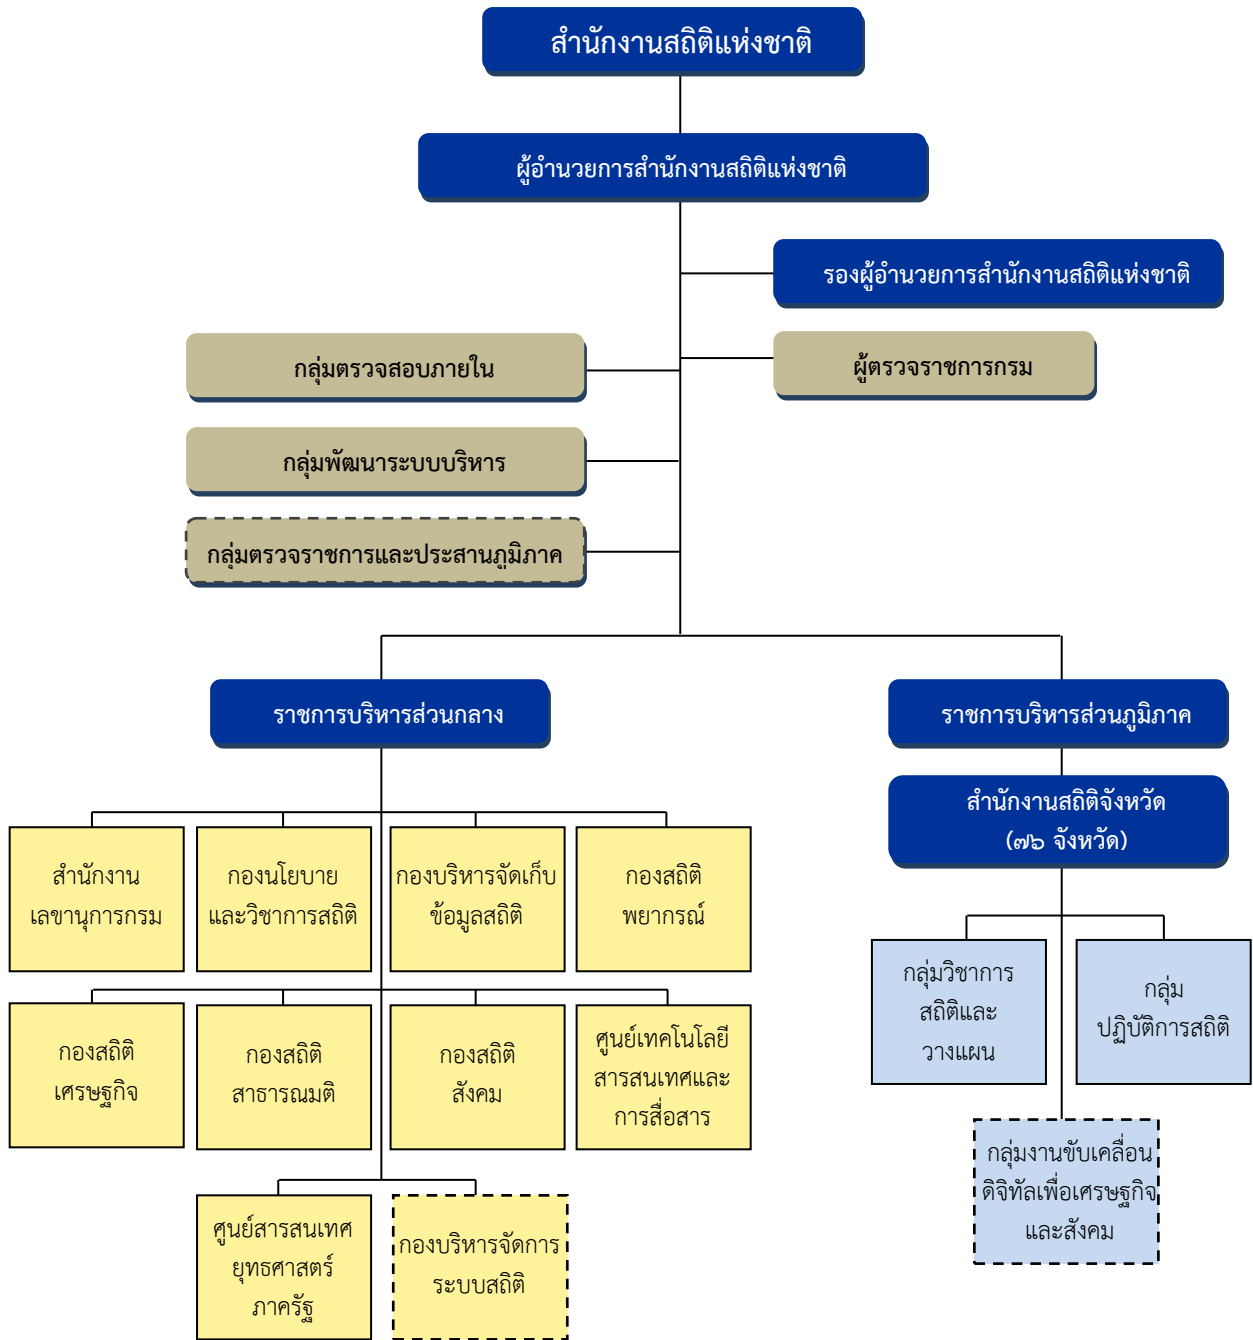 สำนักงานสถิติแห่งชาติ
ผู้อำนวยการสำนักงานสถิติแห่งชาติ
รองผู้อำนวยการสำนักงานสถิติแห่งชาติ
กลุ่มตรวจสอบภายใน
ผู้ตรวจราชการกรม
กลุ่มพัฒนาระบบบริหาร
กลุ่มตรวจราชการและประสานภูมิภาค
ราชการบริหารส่วนกลาง
ราชการบริหารส่วนภูมิภาค
สำนักงานสถิติจังหวัด
(๗๖ จังหวัด)
สำนักงาน
เลขานุการกรม
กองนโยบาย
และวิชาการสถิติ
กองบริหารจัดเก็บ
ข้อมูลสถิติ
กองสถิติ
พยากรณ์
กลุ่มวิชาการ
สถิติและ
วางแผน
กลุ่ม
ปฏิบัติการสถิติ
กองสถิติ
เศรษฐกิจ
กองสถิติ
สาธารณมติ
กองสถิติ
สังคม
ศูนย์เทคโนโลยี
สารสนเทศและ
การสื่อสาร
กลุ่มงานขับเคลื่อน
ดิจิทัลเพื่อเศรษฐกิจ
และสังคม
ศูนย์สารสนเทศ
ยุทธศาสตร์
ภาครัฐ
กองบริหารจัดการ
ระบบสถิติ